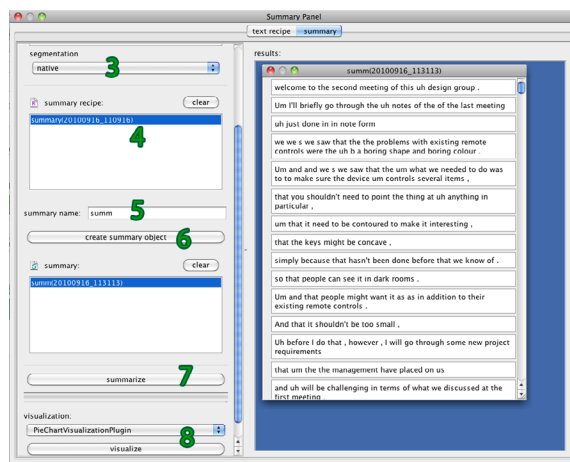 Summary Panel
text recipe
summary
segmentation
native
3
summary recipe:
clear
summary(20100916_110916)
4
summary name:
summ
5
create summary object
6
summary:
clear
summ(20100916_113113)
summarize
7
visualization:
PieChartVisualizationPlugin
8
visualize
results:
summ(20100916_113113)
welcome to the second meeting of this uh design group .
Um I'll briefly go through the uh notes of the of the last meeting
uh just done in in note form
we we s we saw that the the problems with existing remote
controls were the uh b a boring shape and boring colour .
Um and and we s we saw that the um what we needed to do was
to to make sure the device um controls several items ,
that you shouldn't need to point the thing at uh anything in
particular ,
um that it need to be contoured to make it interesting ,
that the keys might be concave ,
simply because that hasn't been done before that we know of .
so that people can see it in dark rooms .
Um and that people might want it as as in addition to their
existing remote controls .
And that it shouldn't be too small ,
Uh before I do that , however , I will go through some new project
requirements
that um the the management have placed on us
and uh will be challenging in terms of what we discussed at the
first meeting .